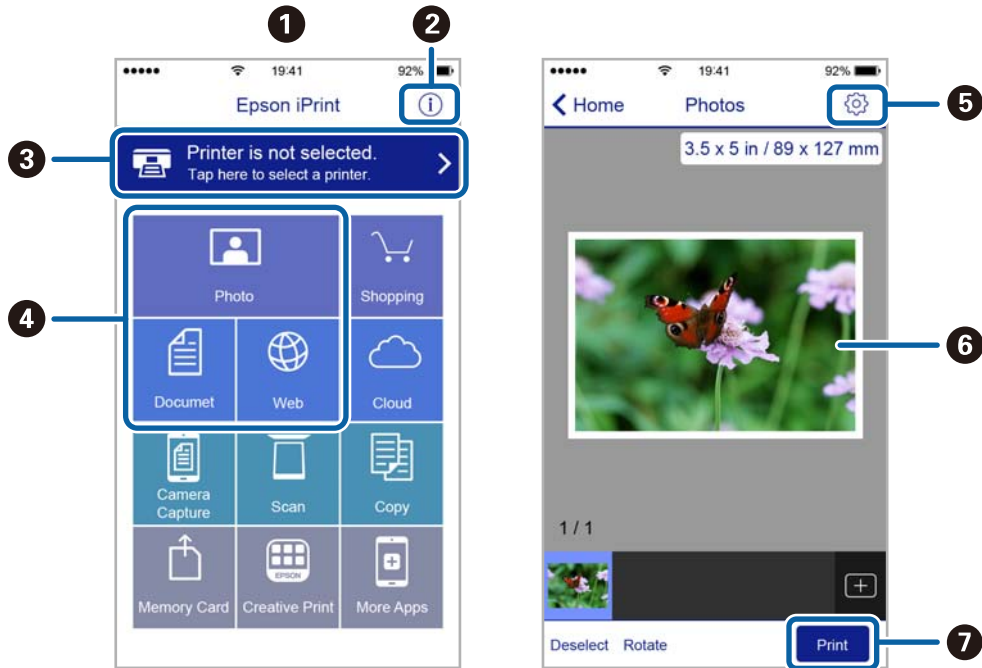 1
2
19:41
92%
Epson iPrint
3
Printer is not selected.
Tap here to select a printer.
4
Photo
Shopping
Documet
Web
Cloud
Camera
Capture
Scan
Copy
EPSON
Memory Card
Creative Print
More Apps
19:41
92%
Home
Photos
5
3.5 x 5 in / 89 x 127 mm
6
1 / 1
Deselect
Rotate
Print
7